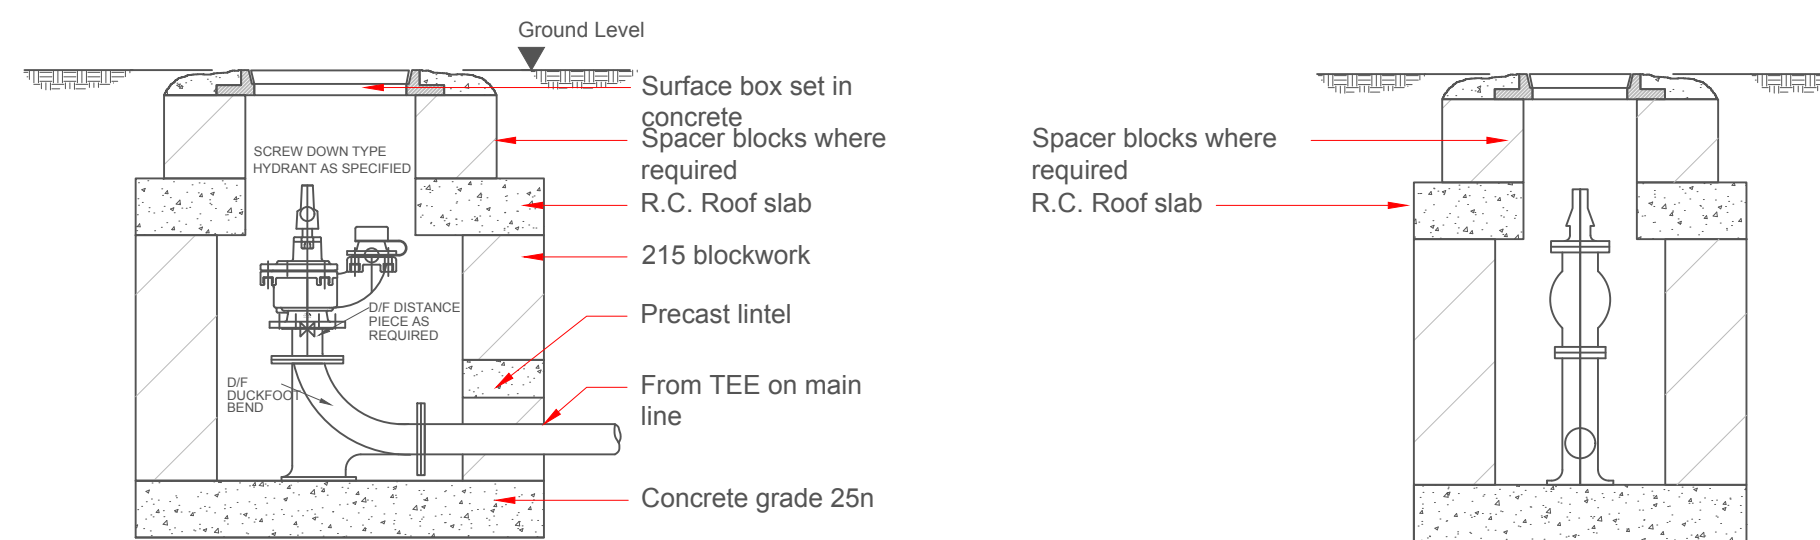 Ground Level
Surface box set in
concrete
Spacer blocks where
required
R.C. Roof slab
215 blockwork
Precast lintel
From TEE on main
line
Concrete grade 25n
SCREW DOWN TYPE
HYDRANT AS SPECIFIED
D/F DISTANCE
PIECE AS
REQUIRED
D/F
DUCKFOOT
BEND
Spacer blocks where
required
R.C. Roof slab